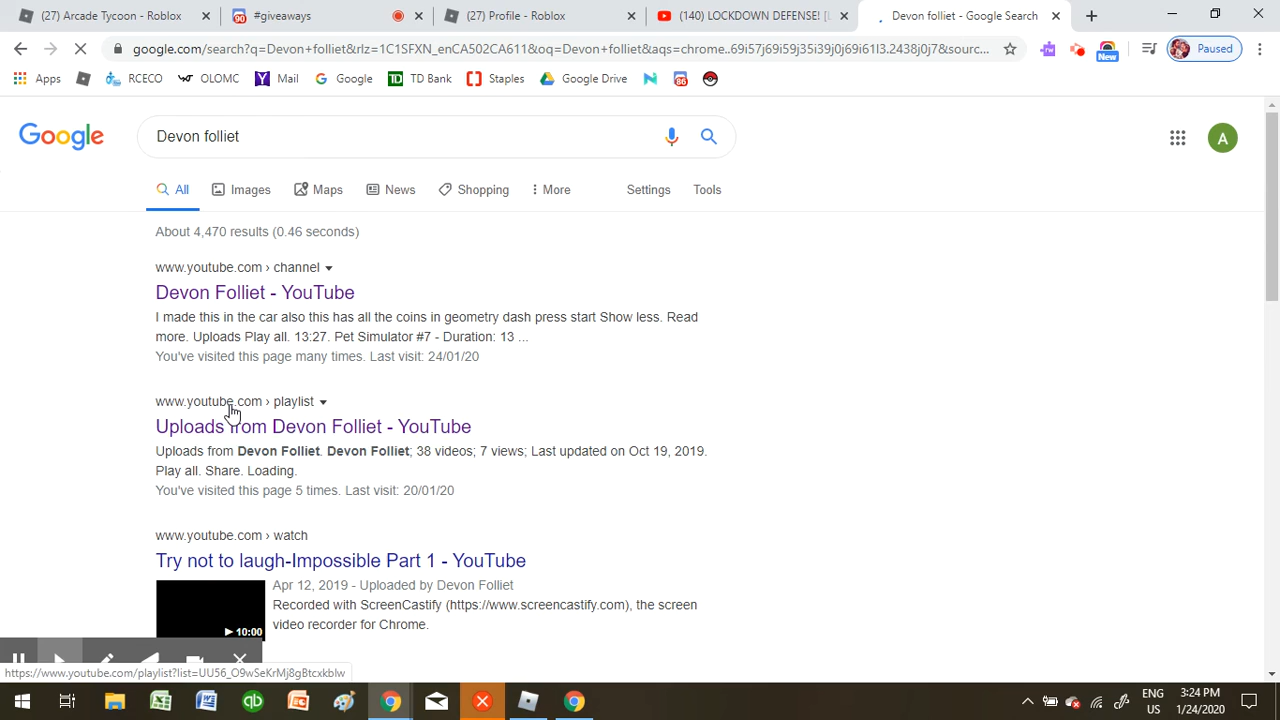 (27) Arcade Tycoon - Roblox
#giveaways
(27) Profile - Roblox
(140) LOCKDOWN DEFENSE! [
Devon folliet - Google Search
google.com/search?q=Devon+folliet&rlz=1C1SFXN_enCA502CA611&oq=Devon+folliet&aqs=chrome..69i57j69i59j35i39j0j69i61l3.2438j0j7&sourc...
New
Paused
Apps
RCECO
OLOMC
Mail
Google
TD Bank
Staples
Google Drive
86
Google
Devon folliet
A
All
Images
Maps
News
Shopping
More
Settings
Tools
About 4,470 results (0.46 seconds)
www.youtube.com › channel
Devon Folliet - YouTube
I made this in the car also this has all the coins in geometry dash press start Show less. Read
more. Uploads Play all. 13:27. Pet Simulator #7 - Duration: 13 ...
You've visited this page many times. Last visit: 24/01/20
www.youtube.com › playlist
Uploads from Devon Folliet - YouTube
Uploads from Devon Folliet. Devon Folliet; 38 videos; 7 views; Last updated on Oct 19, 2019.
Play all. Share. Loading.
You've visited this page 5 times. Last visit: 20/01/20
www.youtube.com › watch
Try not to laugh-Impossible Part 1 - YouTube
Apr 12, 2019 - Uploaded by Devon Folliet
Recorded with ScreenCastify (https://www.screencastify.com), the screen
video recorder for Chrome.
10:00
https://www.youtube.com/playlist?list=UU56_O9wSeKrMj8gBtcxkblw
ENG
US
3:24 PM
1/24/2020